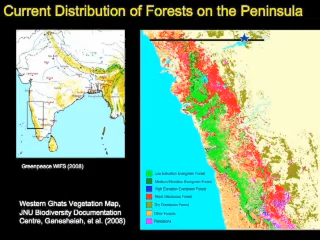 Current Distribution of Forests on the Peninsula
Greenpeace WIFS (2008)
Low Elevation Evergreen Forest
Medium Elevation Evergreen Forest
High Elevation Evergreen Forest
Moist Deciduous Forest
Dry Deciduous Forest
Other Forests
Plantations
Western Ghats Vegetation Map,
JNU Biodiversity Documentation
Centre, Ganeshaiah, et al. (2008)